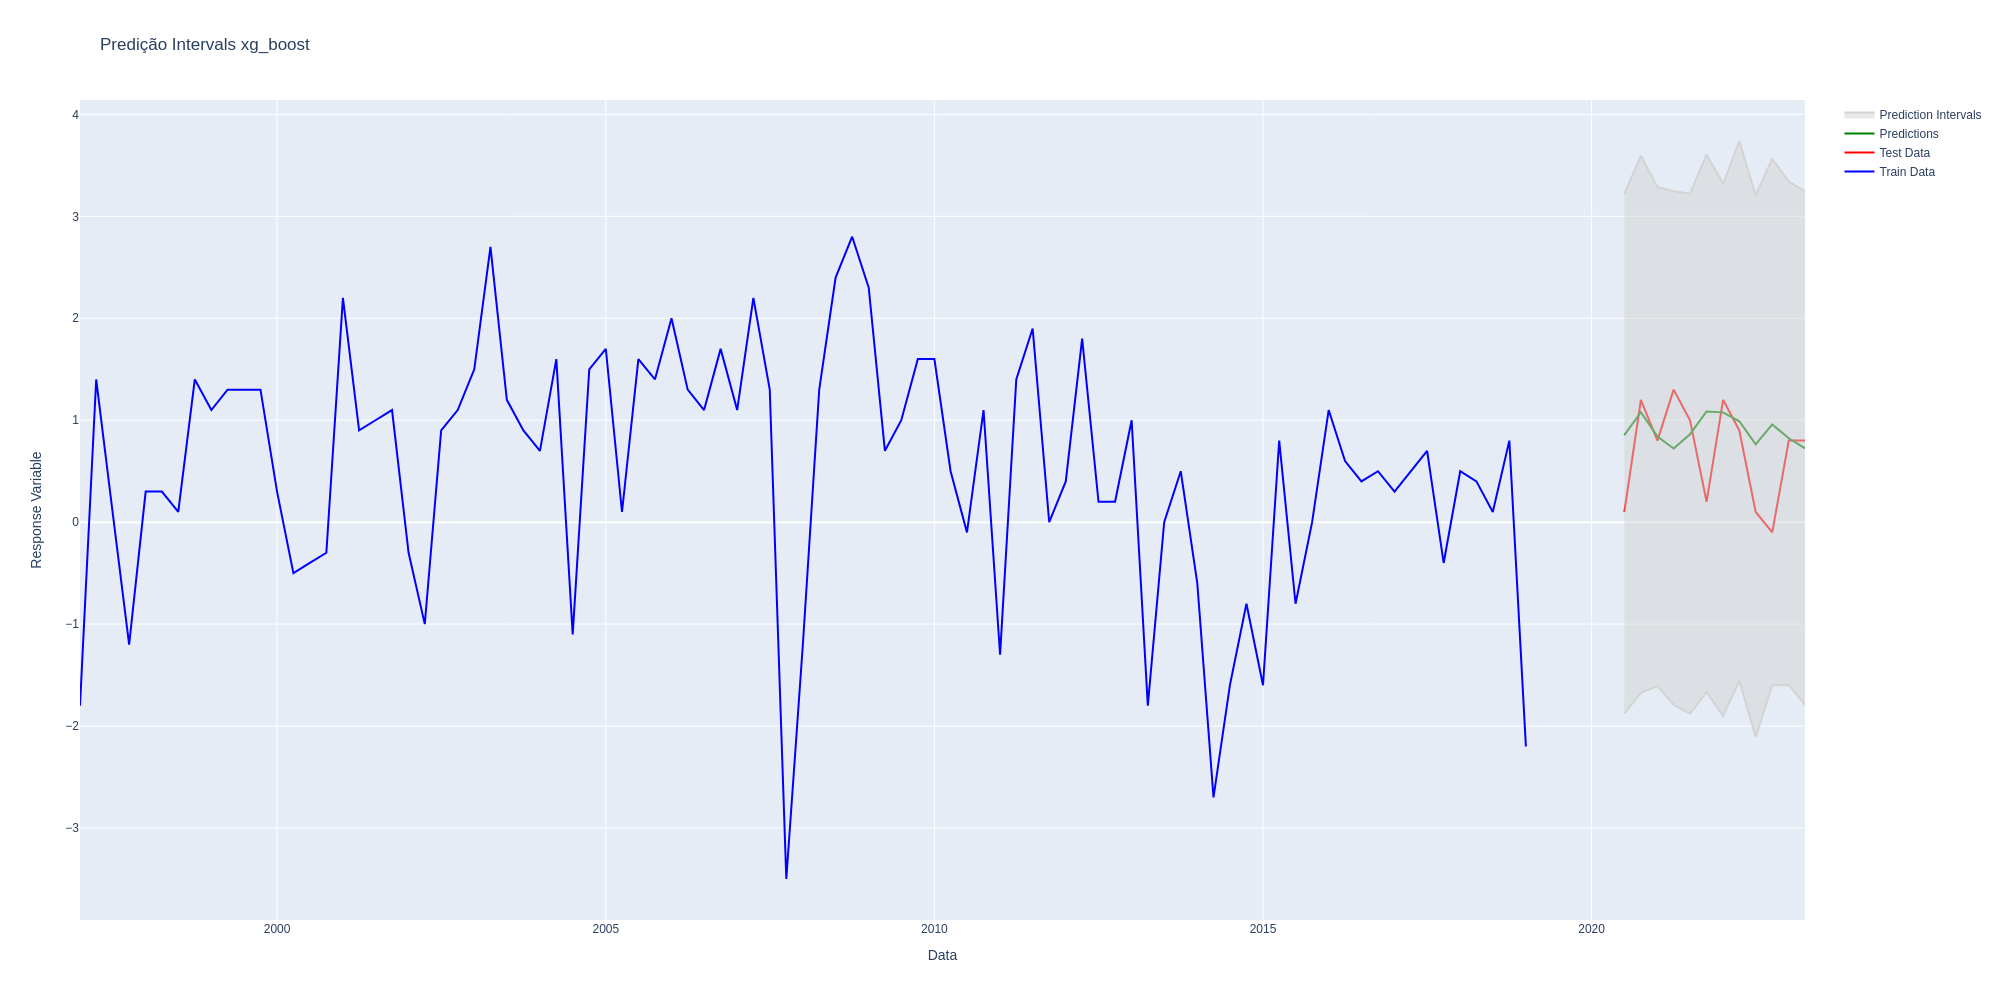 Predição Intervals xg_boost
Prediction Intervals
Predictions
Test Data
Train Data
Response Variable
4
3
2
1
0
−1
−2
−3
2000
2005
2010
2015
2020
Data